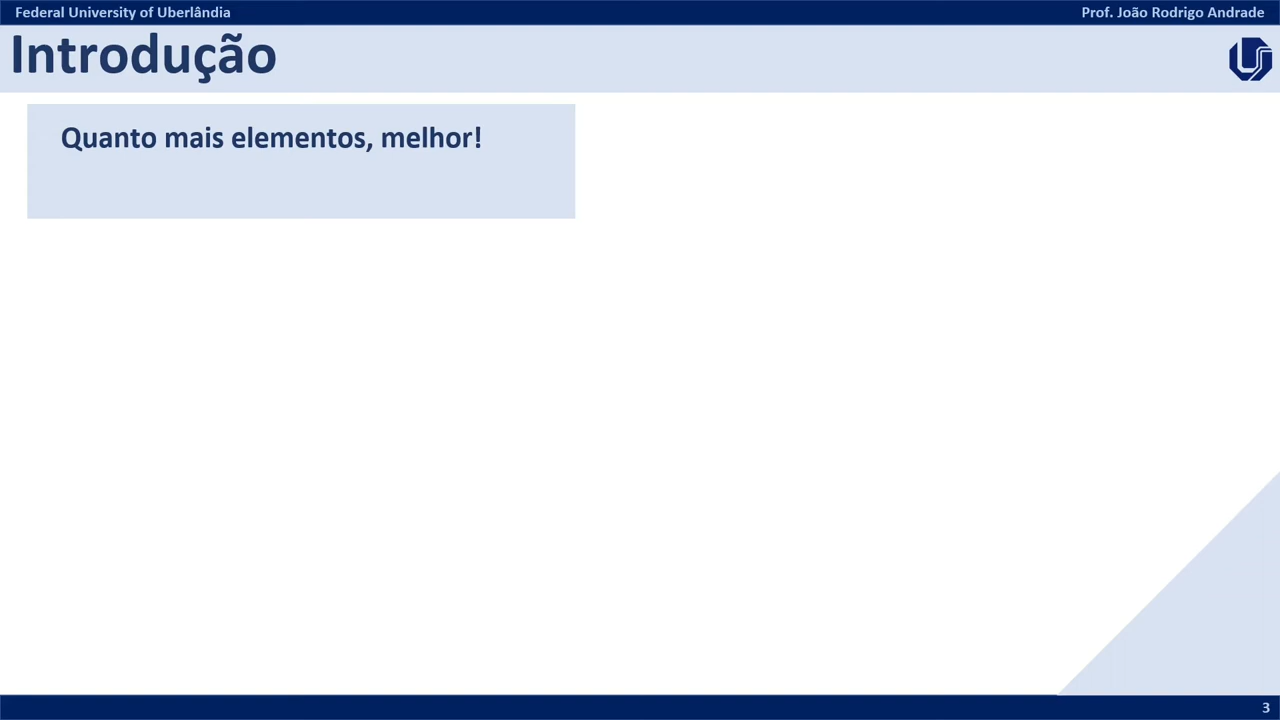 Federal University of Uberlândia
Prof. João Rodrigo Andrade
Introdução
Quanto mais elementos, melhor!
3